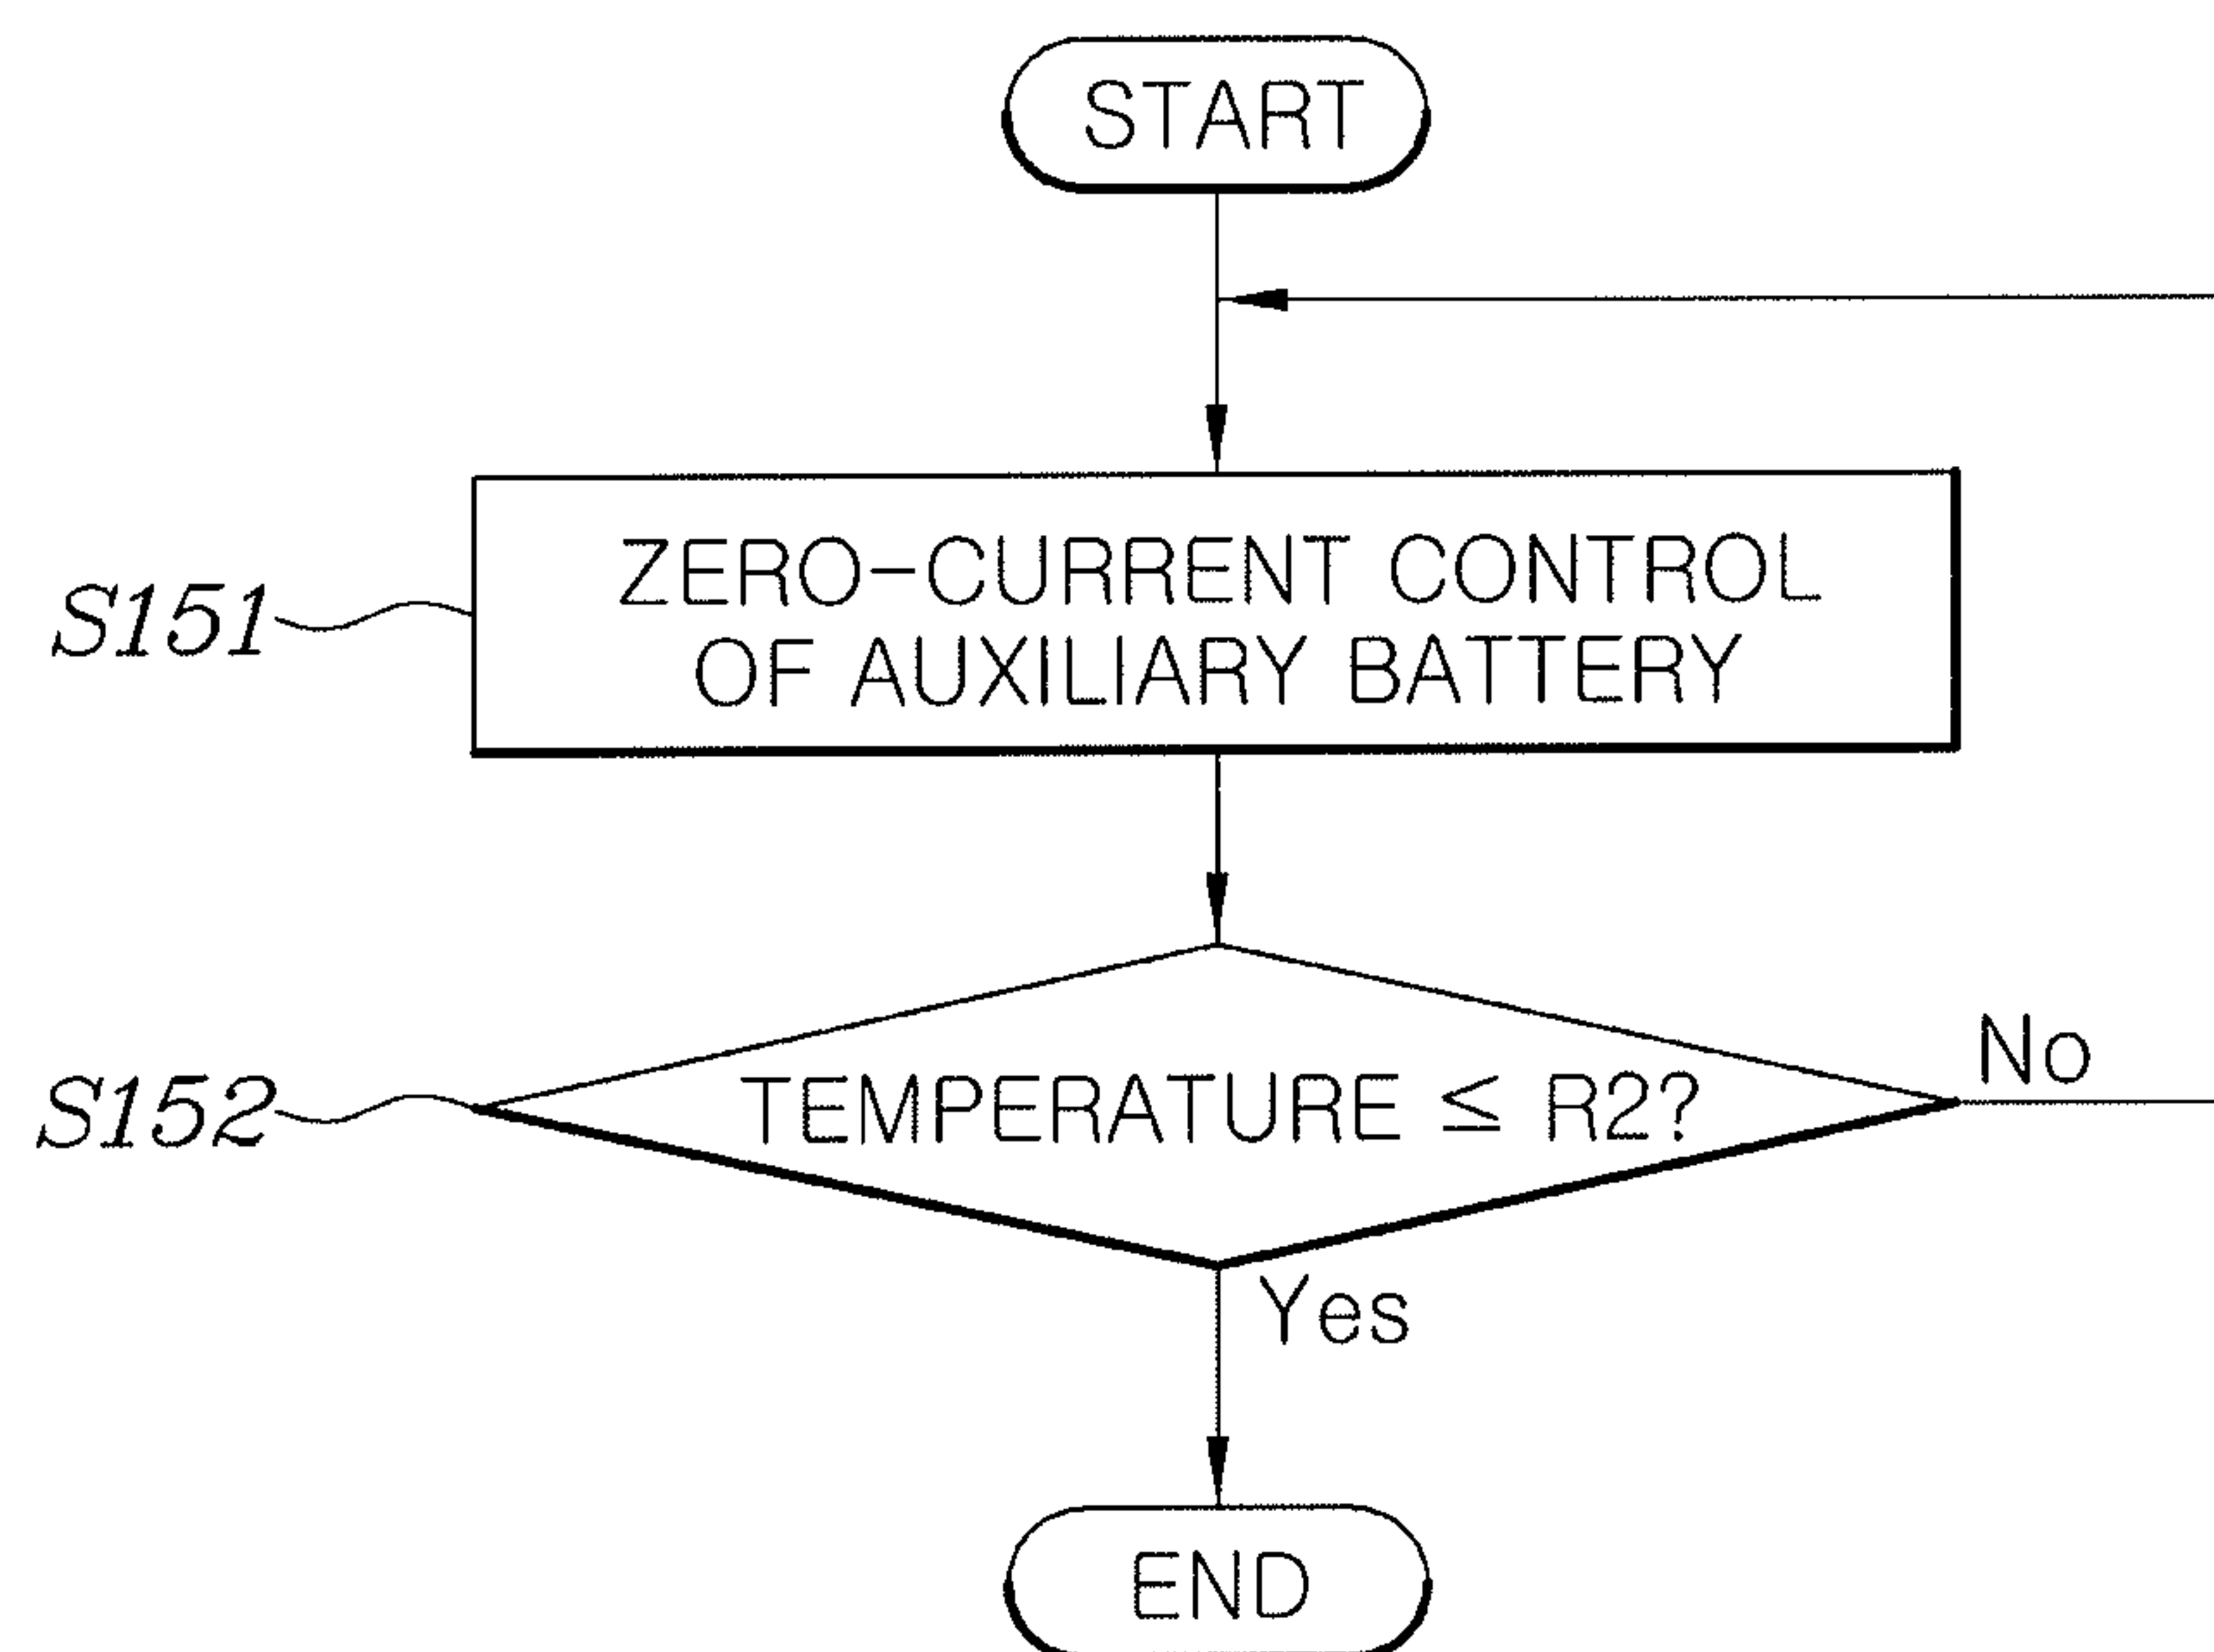 START
S151
ZERO-CURRENT CONTROL
OF AUXILIARY BATTERY
S152
TEMPERATURE ≤ R2?
No
Yes
END